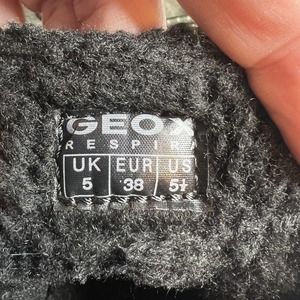 GEOX
RESPIRA
UK EUR US
5 38 5½